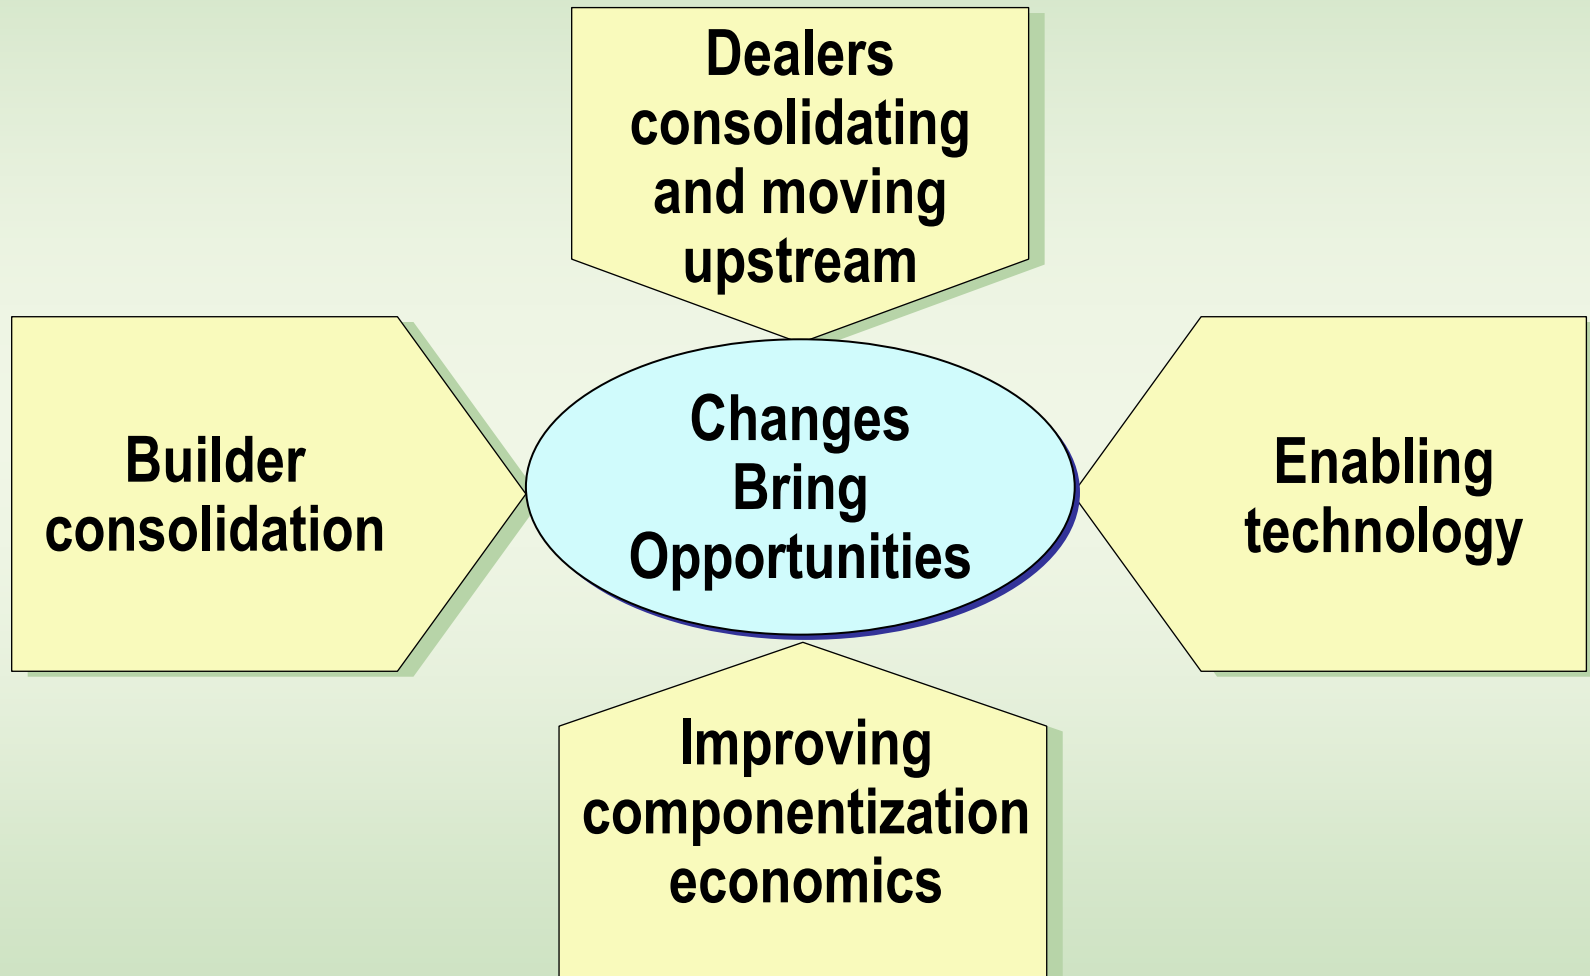 Dealers
consolidating
and moving
upstream
Builder
consolidation
Changes
Bring
Opportunities
Enabling
technology
Improving
componentization
economics